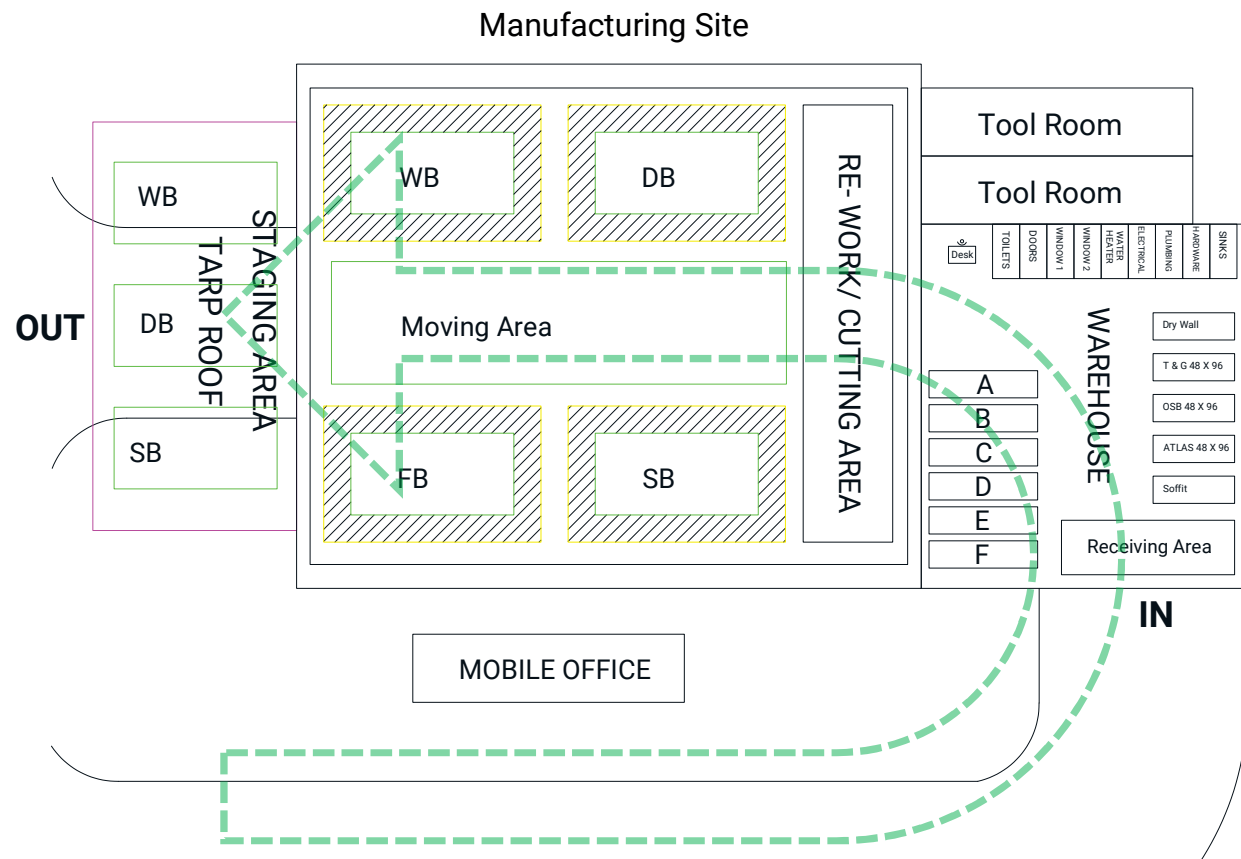 Manufacturing Site
WB
DB
SB
STAGING AREA
TARP ROOF
OUT
WB
DB
Moving Area
FB
SB
RE- WORK/ CUTTING AREA
Tool Room
Tool Room
Desk
TOILETS
DOORS
WINDOW 1
WINDOW 2
WATER
HEATER
ELECTRICAL
PLUMBING
HARDWARE
SINKS
WAREHOUSE
Dry Wall
T & G 48 X 96
OSB 48 X 96
ATLAS 48 X 96
Soffit
A
B
C
D
E
F
Receiving Area
IN
MOBILE OFFICE